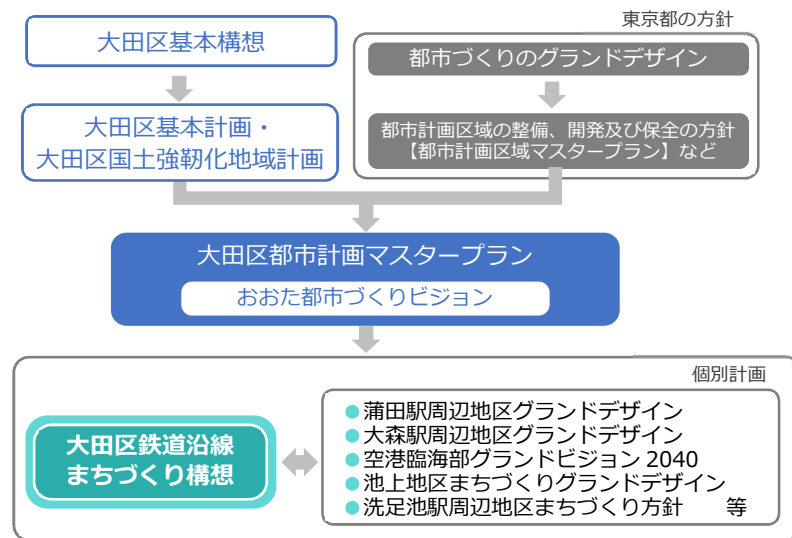 大田区基本構想
大田区基本計画・
大田区国土強靭化地域計画
東京都の方針
都市づくりのグランドデザイン
都市計画区域の整備、開発及び保全の方針
【都市計画区域マスタープラン】など
大田区都市計画マスタープラン
おおた都市づくりビジョン
個別計画
大田区鉄道沿線
まちづくり構想
●蒲田駅周辺地区グランドデザイン
●大森駅周辺地区グランドデザイン
●空港臨海部グランドビジョン 2040
●池上地区まちづくりグランドデザイン
●洗足池駅周辺地区まちづくり方針 等